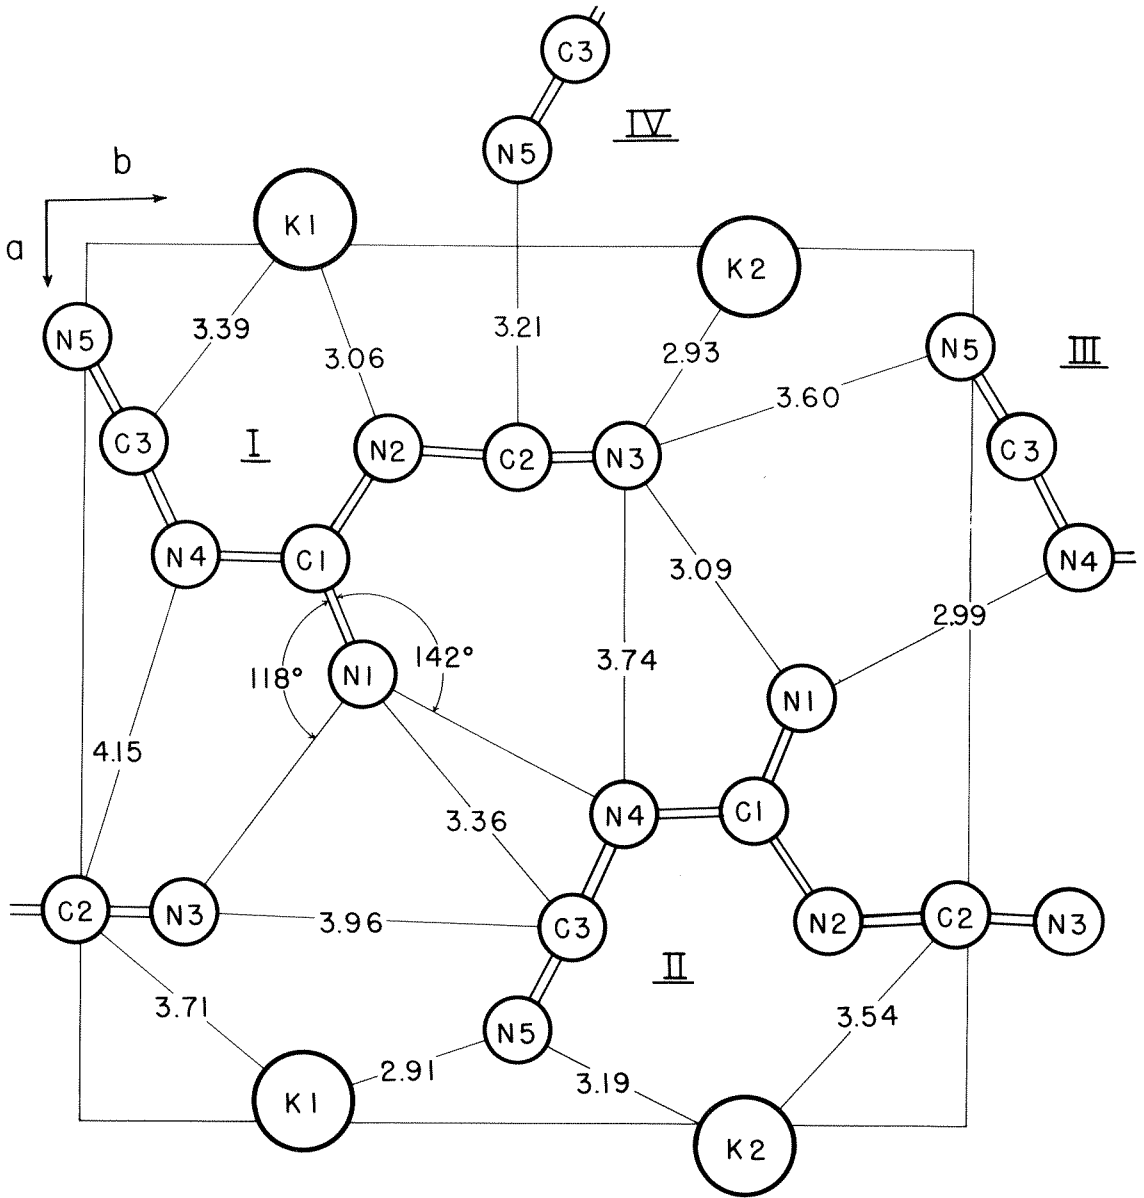 C3
IV
N5
b
K1
K2
a
N5
3.39
3.21
3.06
2.93
N5
III
3.60
C3
I
N2
C2
N3
C3
N4
C1
N4
3.09
2.99
118°
N1
142°
3.74
N1
4.15
3.36
N4
C1
C2
N3
3.96
C3
N2
C2
N3
II
3.71
3.54
N5
2.91
3.19
K1
K2